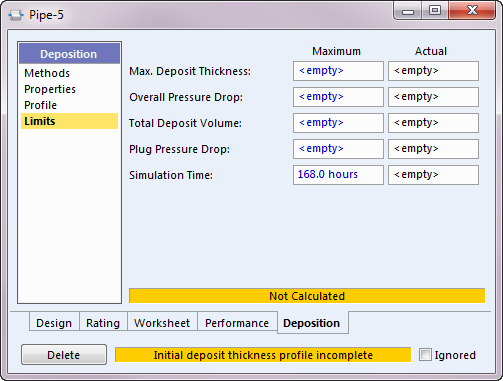 Pipe-5
Deposition
Methods
Properties
Profile
Limits
Maximum Actual
Max. Deposit Thickness: <empty> <empty>
Overall Pressure Drop: <empty> <empty>
Total Deposit Volume: <empty> <empty>
Plug Pressure Drop: <empty> <empty>
Simulation Time: 168.0 hours <empty>
Not Calculated
Design Rating Worksheet Performance Deposition
Delete Initial deposit thickness profile incomplete Ignored